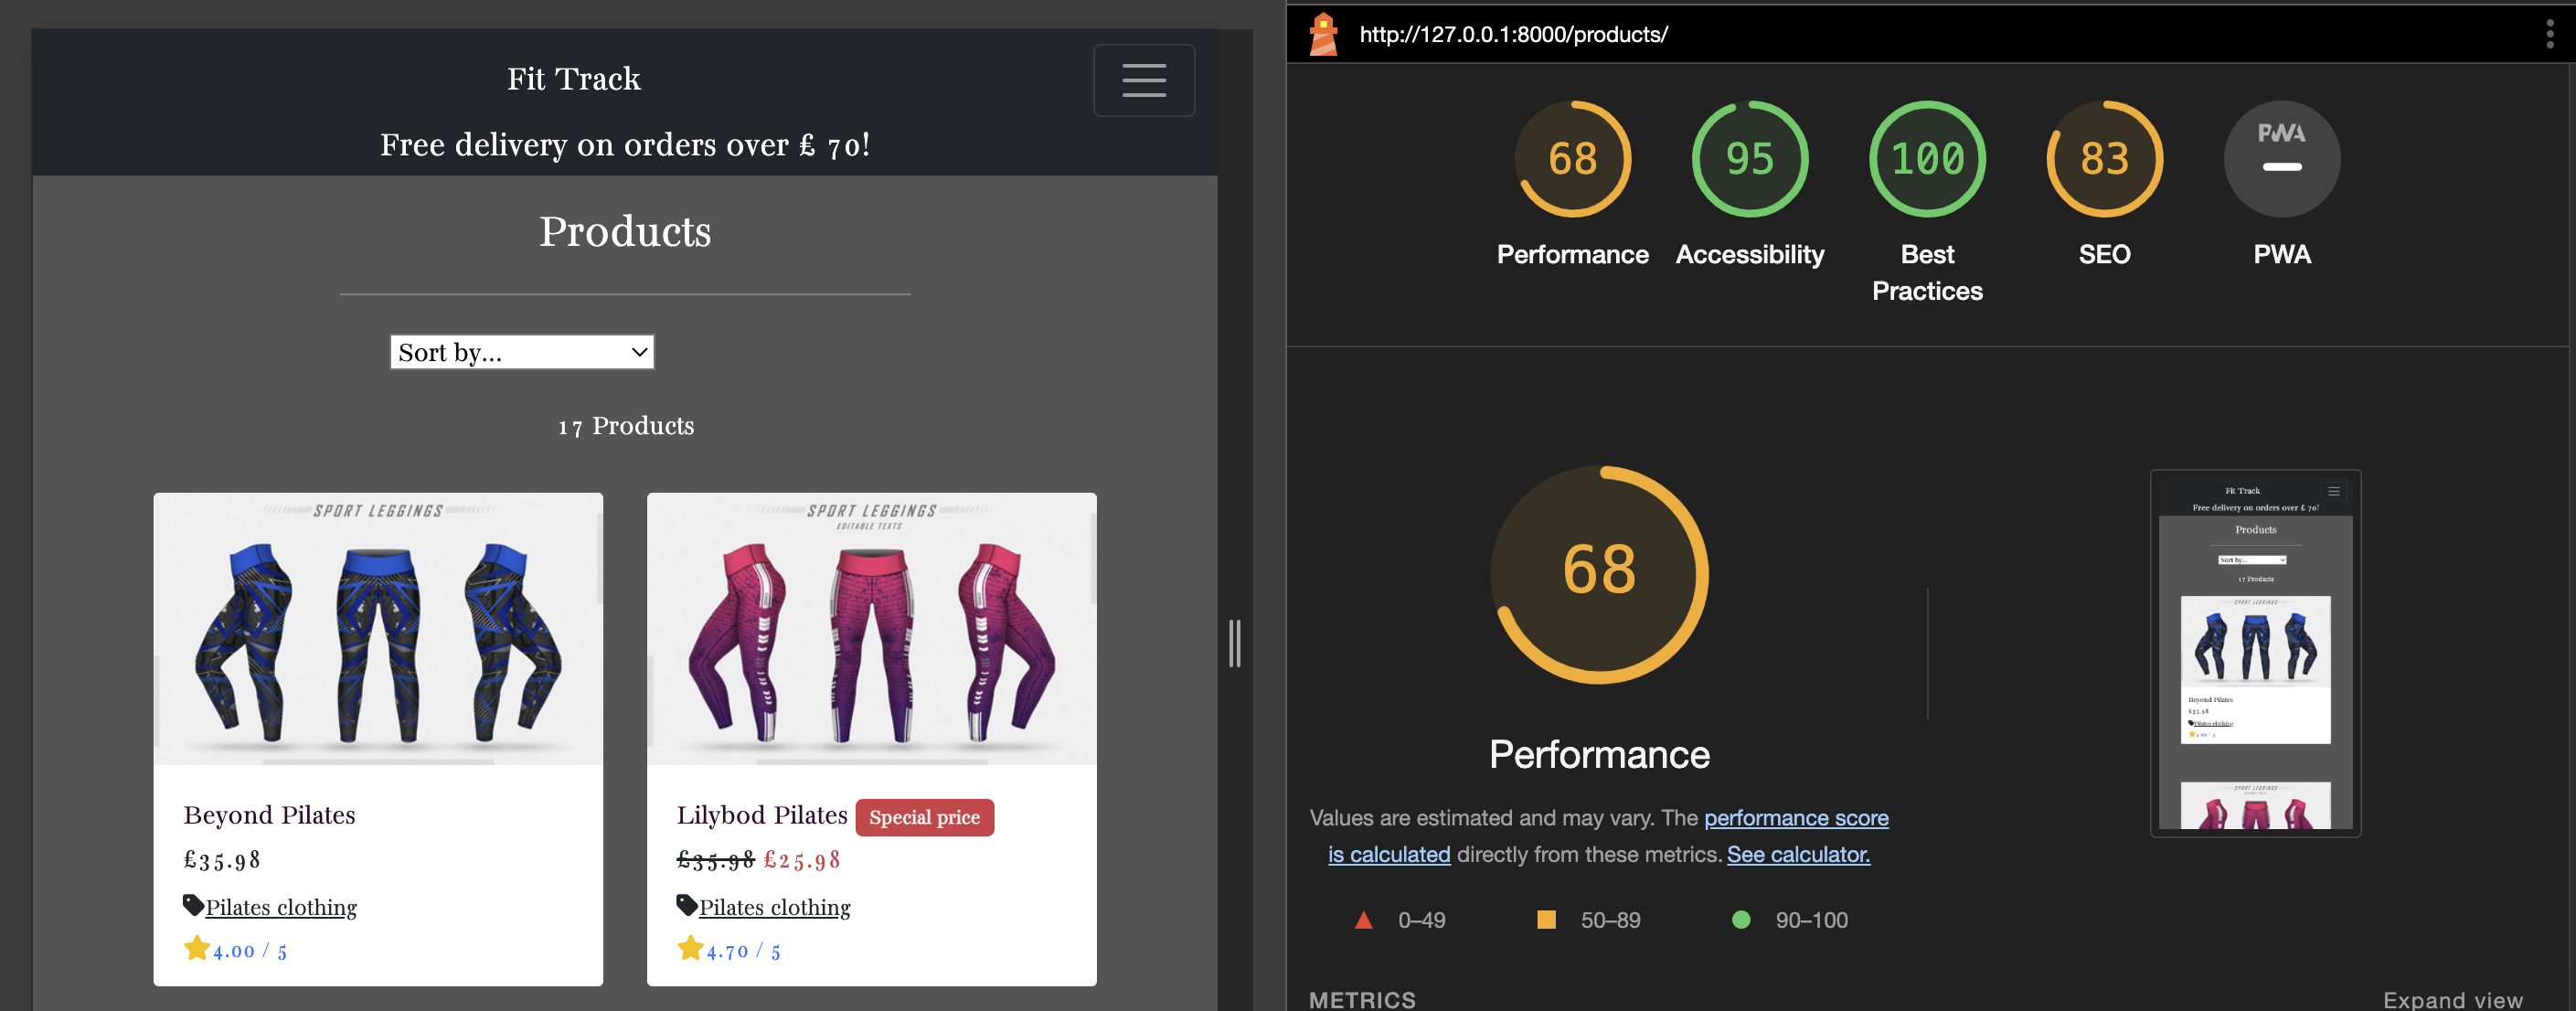 Fit Track
Free delivery on orders over £ 70!
Products
Sort by...
17 Products
SPORT LEGGINGS
SPORT LEGGINGS
EDITABLE TEXTS
Beyond Pilates
£35.98
Pilates clothing
4.00 / 5
Lilybod Pilates Special price
£35.98 £25.98
Pilates clothing
4.70 / 5
http://127.0.0.1:8000/products/
68
Performance
95
Accessibility
100
Best
Practices
83
SEO
PWA
PWA
68
Performance
Values are estimated and may vary. The performance score
is calculated directly from these metrics. See calculator.
0–49
50–89
90–100
Fit Track
Free delivery on orders over £ 70!
Products
Sort by...
17 Products
SPORT LEGGINGS
Beyond Pilates
£35.98
Pilates clothing
4.00 / 5
SPORT LEGGINGS
METRICS
Expand view